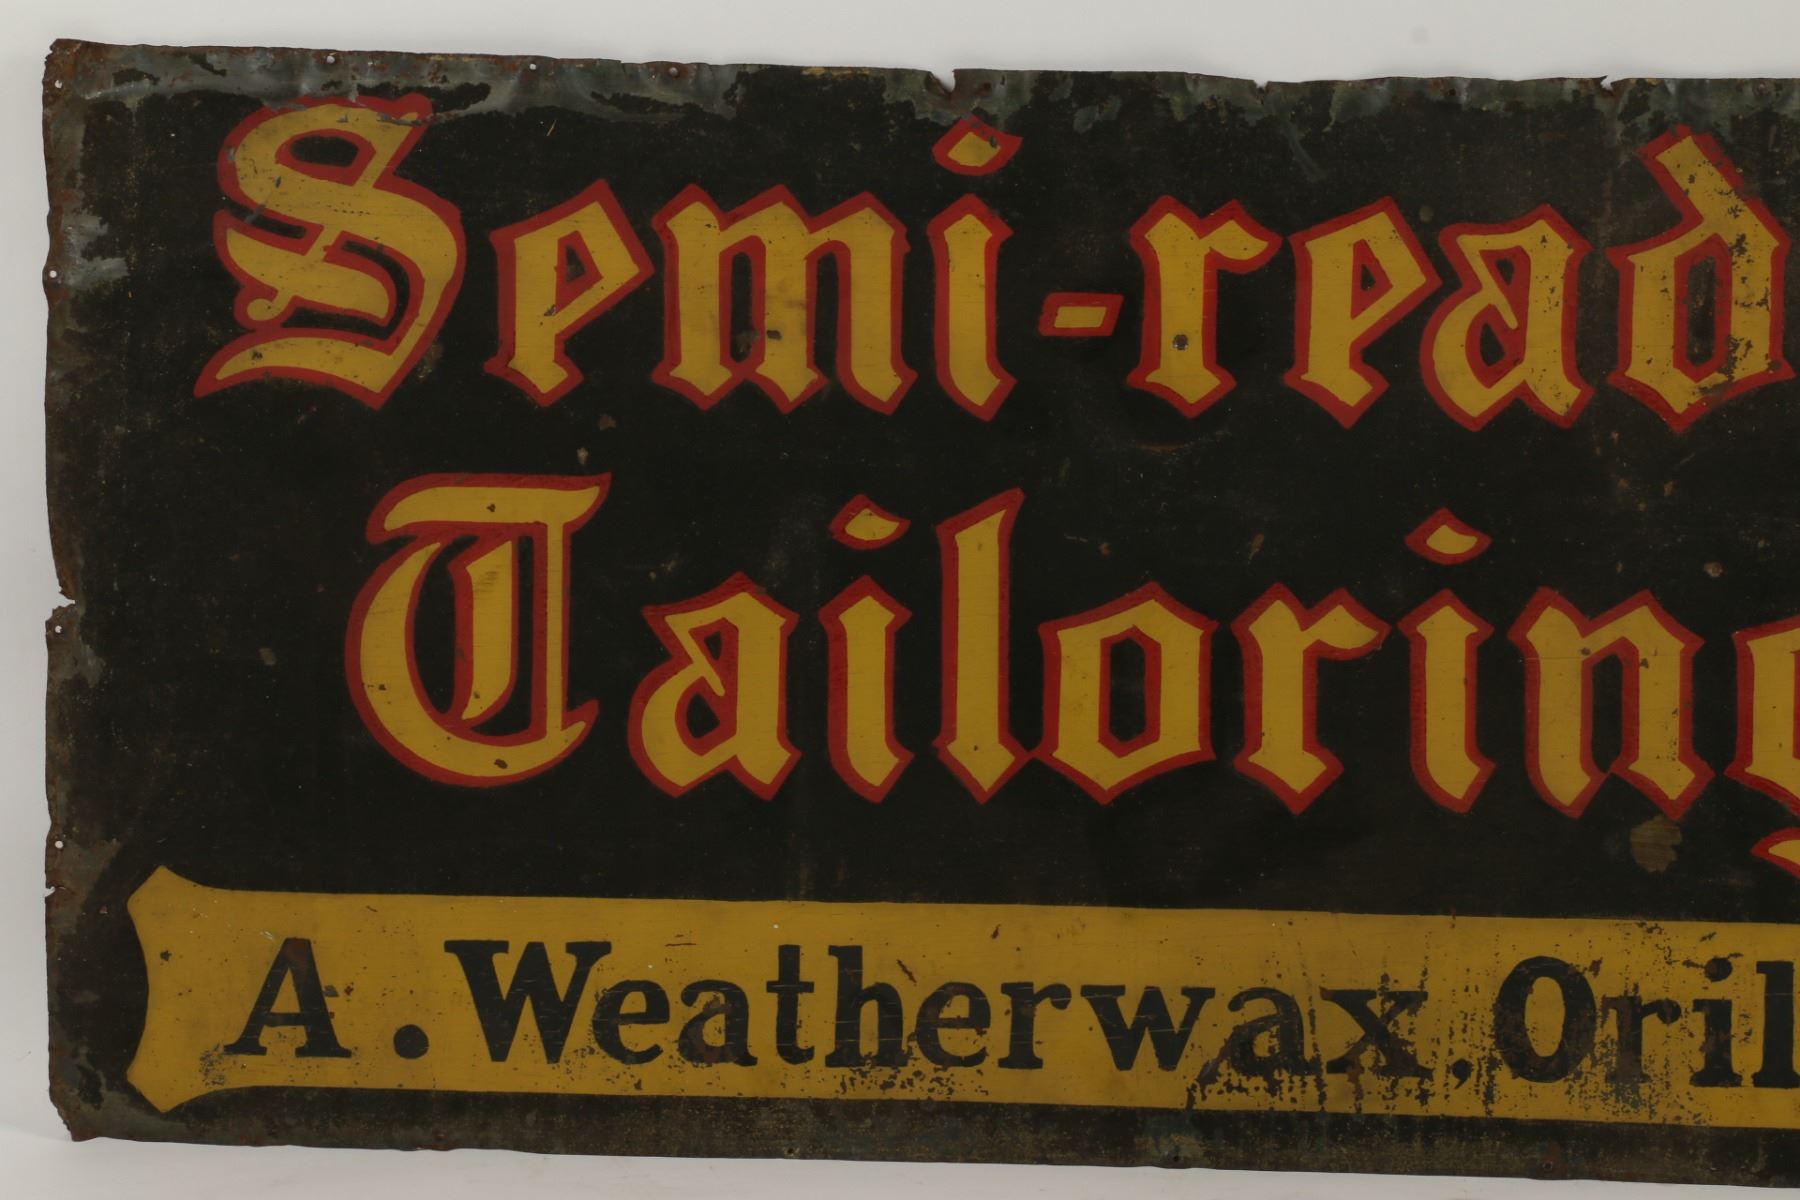 Semi-read
Tailoring
A. Weatherwax, Oril